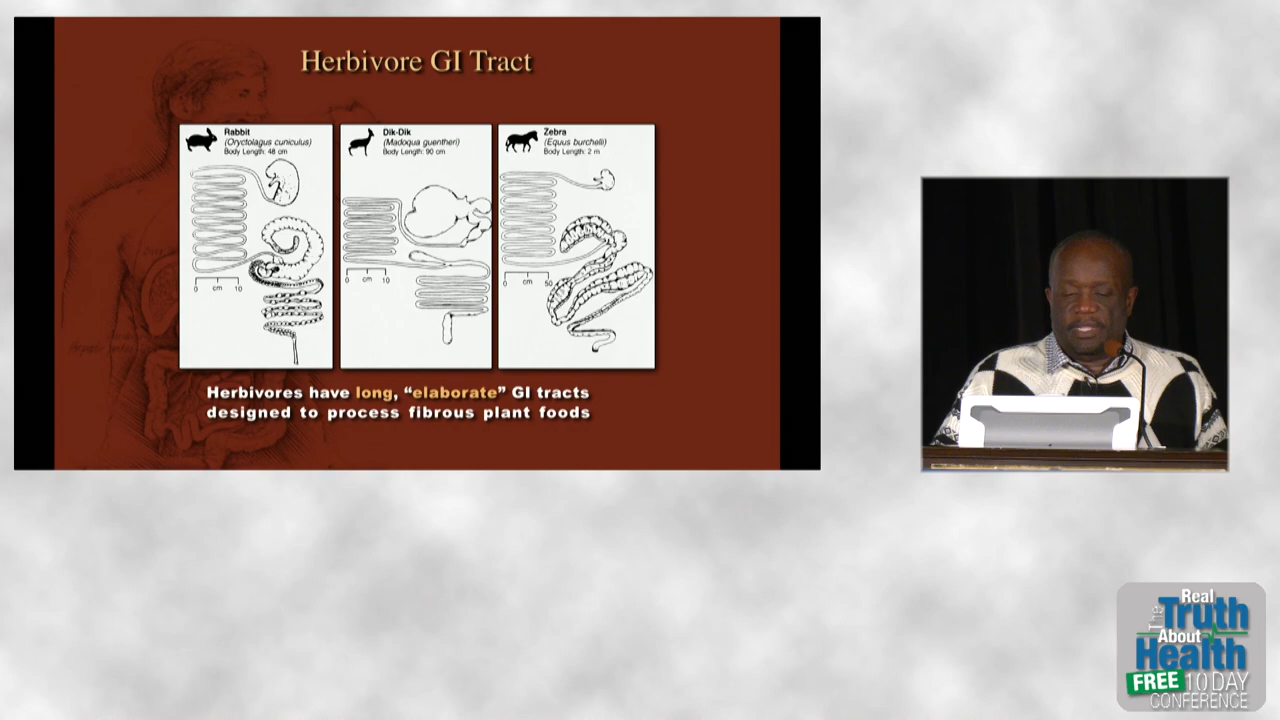 Herbivore GI Tract
Rabbit
(Oryctolagus cuniculus)
Body Length: 48 cm
0 cm 10
Dik-Dik
(Madoqua guentheri)
Body Length: 90 cm
0 cm 10
Zebra
(Equus burchelli)
Body Length: 2 m
0 cm 50
Herbivores have long, “elaborate” GI tracts
designed to process fibrous plant foods
The Real
Truth
About
Health
FREE 10 DAY
CONFERENCE